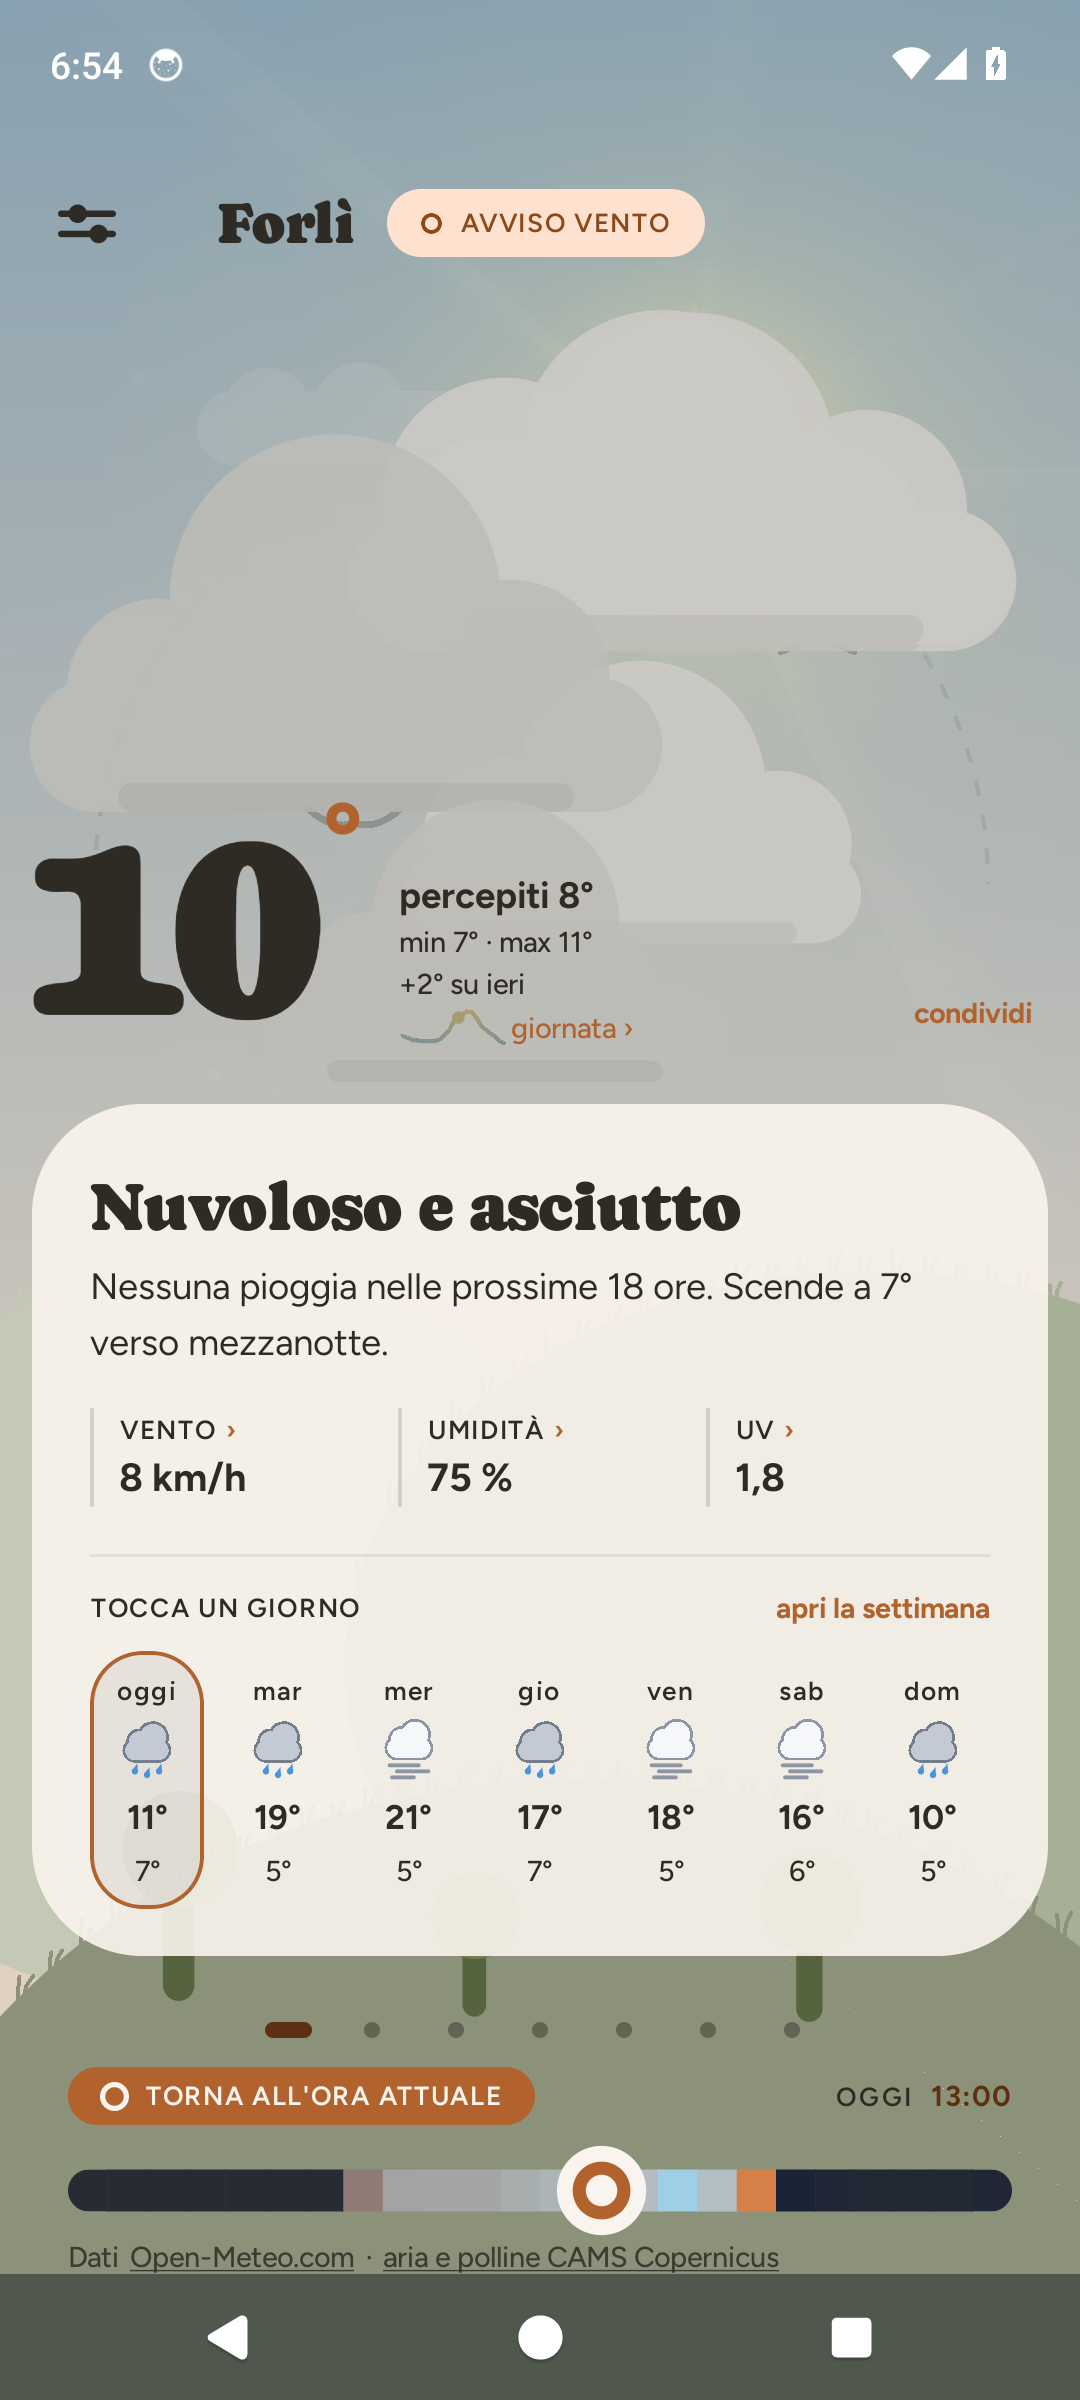 6:54
Forlì
AVVISO VENTO
10
percepiti 8°
min 7° · max 11°
+2° su ieri
giornata ›
condividi
Nuvoloso e asciutto
Nessuna pioggia nelle prossime 18 ore. Scende a 7°
verso mezzanotte.
VENTO › UMIDITÀ › UV ›
8 km/h 75 % 1,8
TOCCA UN GIORNO apri la settimana
oggi mar mer gio ven sab dom
11° 19° 21° 17° 18° 16° 10°
7° 5° 5° 7° 5° 6° 5°
TORNA ALL'ORA ATTUALE OGGI 13:00
Dati Open-Meteo.com · aria e polline CAMS Copernicus